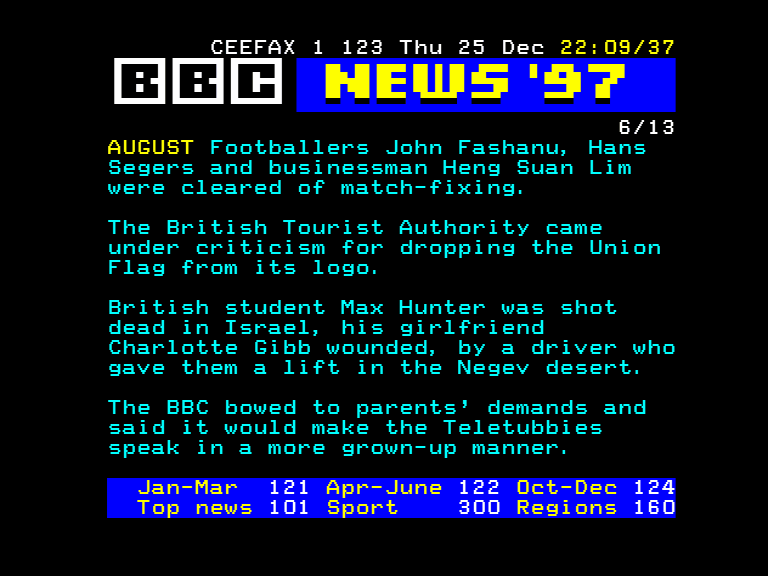 CEEFAX 1 123 Thu 25 Dec 22:09/37
BBC NEWS '97
6/13
AUGUST Footballers John Fashanu, Hans
Segers and businessman Heng Suan Lim
were cleared of match-fixing.
The British Tourist Authority came
under criticism for dropping the Union
Flag from its logo.
British student Max Hunter was shot
dead in Israel, his girlfriend
Charlotte Gibb wounded, by a driver who
gave them a lift in the Negev desert.
The BBC bowed to parents' demands and
said it would make the Teletubbies
speak in a more grown-up manner.
Jan-Mar 121 Apr-June 122 Oct-Dec 124
Top news 101 Sport 300 Regions 160